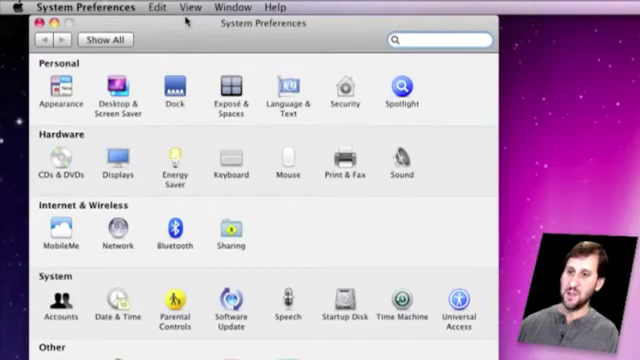 System Preferences Edit View Window Help
System Preferences
Show All
Personal
Appearance Desktop & Screen Saver Dock Exposé & Spaces Language & Text Security Spotlight
Hardware
CDs & DVDs Displays Energy Saver Keyboard Mouse Print & Fax Sound
Internet & Wireless
MobileMe Network Bluetooth Sharing
System
Accounts Date & Time Parental Controls Software Update Speech Startup Disk Time Machine Universal Access
Other